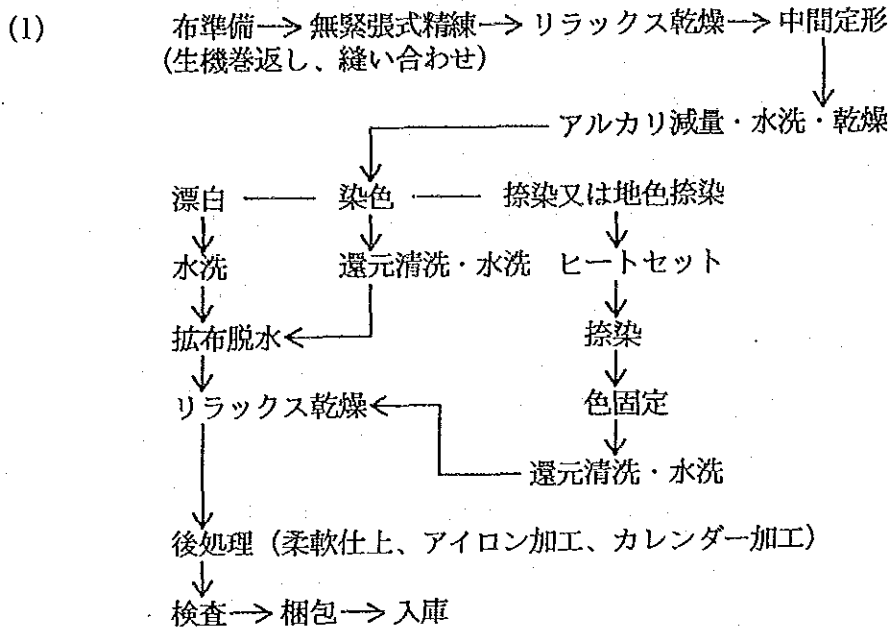 (1) 布準備→無緊張式精練→リラックス乾燥→中間定形
(生機巻返し、縫い合わせ)
アルカリ減量・水洗・乾燥
漂白 染色 捺染又は地色捺染
水洗 還元清洗・水洗 ヒートセット
拡布脱水 捺染
リラックス乾燥 色固定
還元清洗・水洗
後処理（柔軟仕上、アイロン加工、カレンダー加工）
検査→梱包→入庫